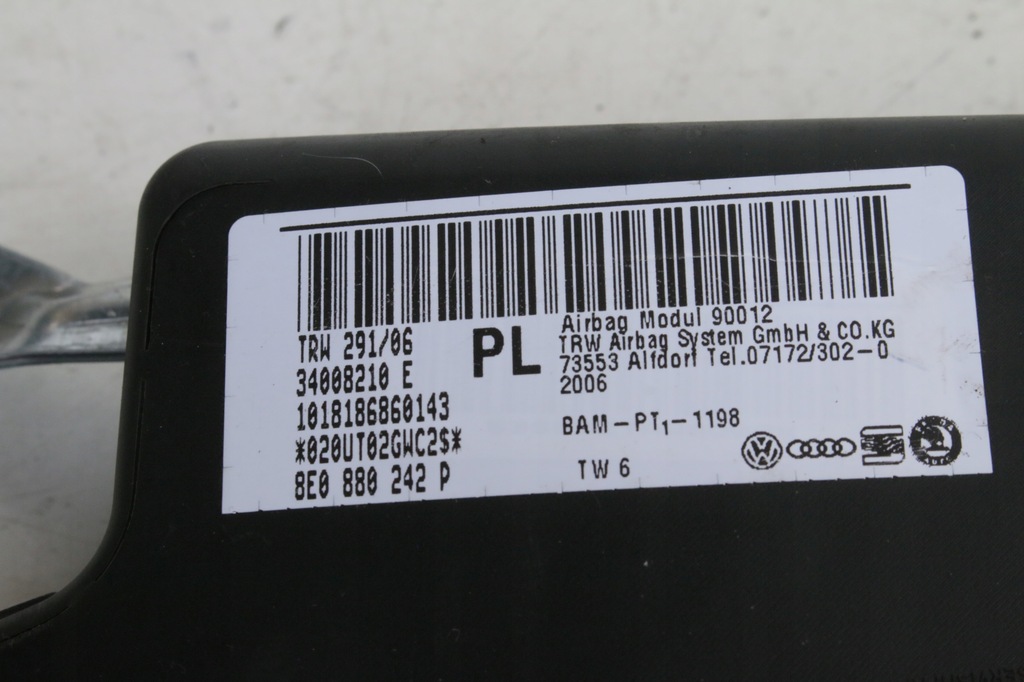 TRW 291/06
34008210 E
1018186860143
*020UT02GWC2$*
8E0 880 242 P
PL
Airbag Modul 90012
TRW Airbag System GmbH & CO.KG
73553 Alfdorf Tel.07172/302-0
2006
BAM-PT1-1198
TW 6